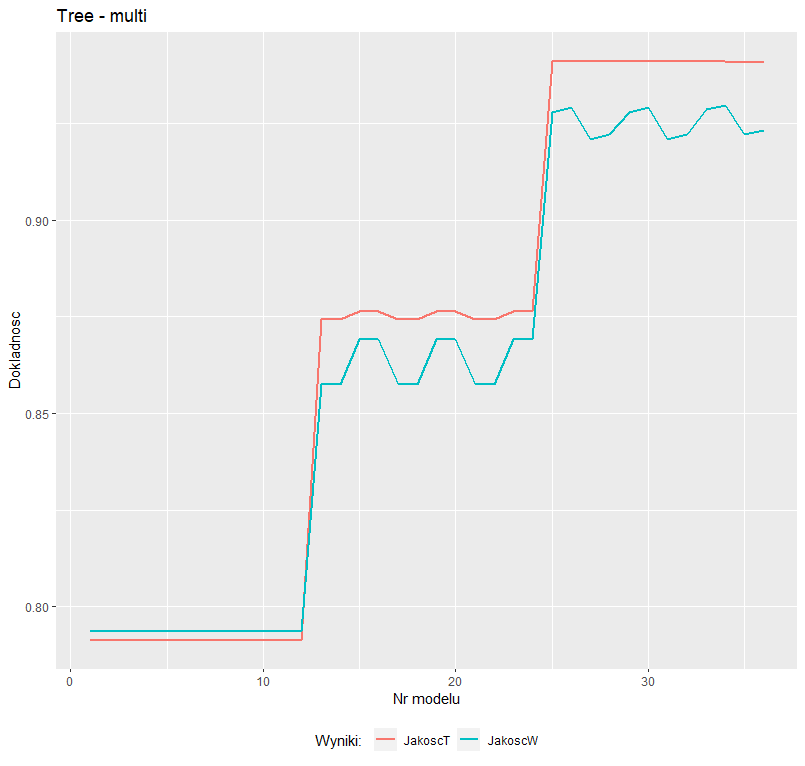 Tree - multi
Dokladnosc
0.90
0.85
0.80
0
10
20
30
Nr modelu
Wyniki:
JakoscT
JakoscW